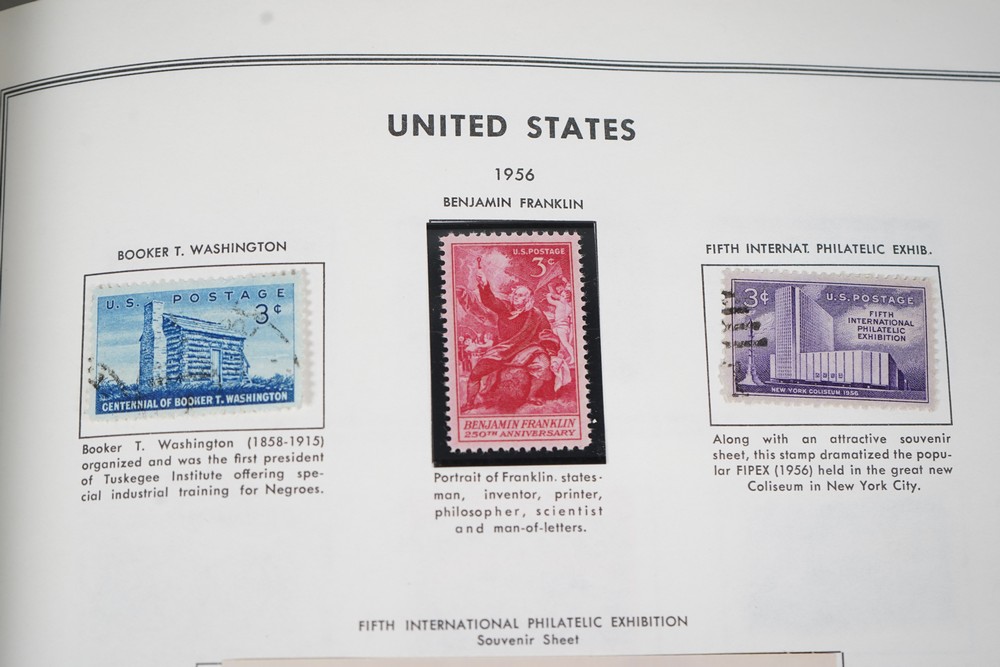 UNITED STATES
1956
BENJAMIN FRANKLIN
BOOKER T. WASHINGTON
U.S. POSTAGE
3¢
CENTENNIAL OF BOOKER T. WASHINGTON
Booker T. Washington (1858-1915)
organized and was the first president
of Tuskegee Institute offering spe-
cial industrial training for Negroes.
U.S. POSTAGE
3¢
BENJAMIN FRANKLIN
250TH ANNIVERSARY
Portrait of Franklin. states-
man, inventor, printer,
philosopher, scientist
and man-of-letters.
FIFTH INTERNAT. PHILATELIC EXHIB.
3¢ U.S. POSTAGE
FIFTH
INTERNATIONAL
PHILATELIC
EXHIBITION
NEW YORK COLISEUM 1956
Along with an attractive souvenir
sheet, this stamp dramatized the popu-
lar FIPEX (1956) held in the great new
Coliseum in New York City.
FIFTH INTERNATIONAL PHILATELIC EXHIBITION
Souvenir Sheet